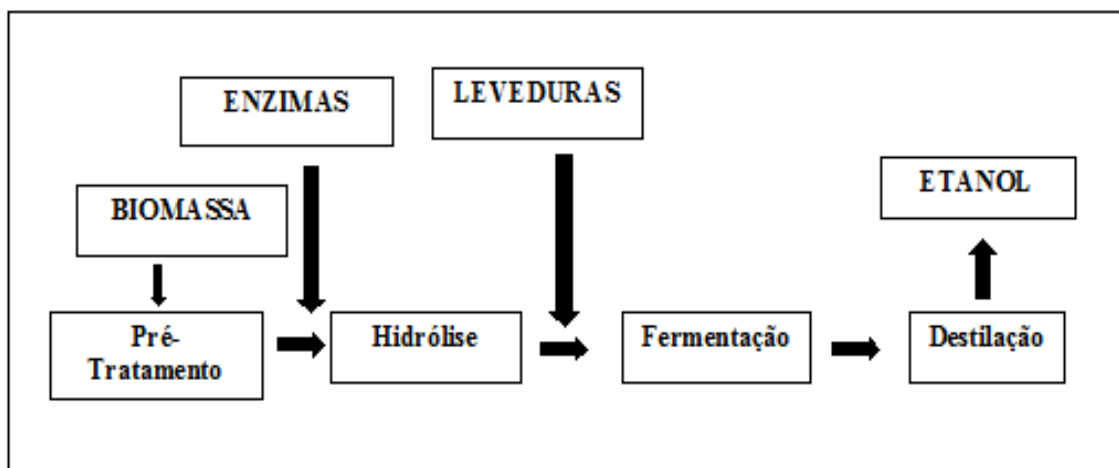 ENZIMAS
LEVEDURAS
BIOMASSA
ETANOL
Pré-
Tratamento
Hidrólise
Fermentação
Destilação